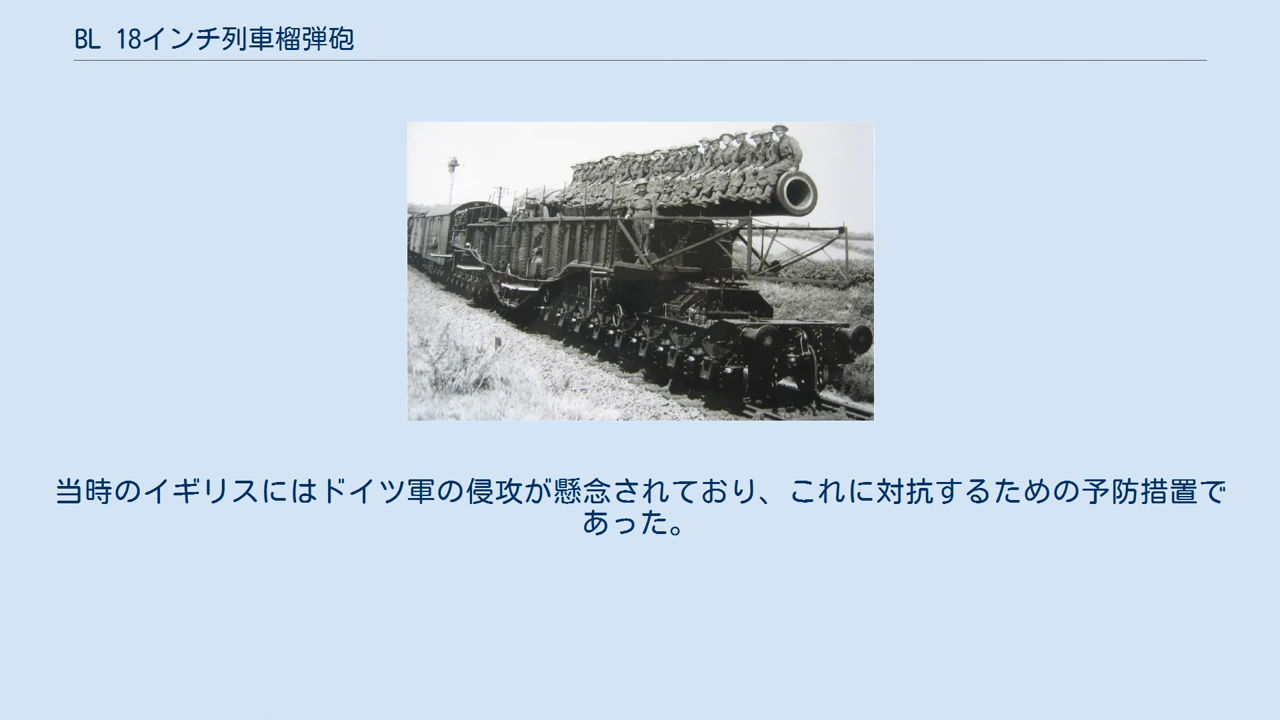 BL 18インチ列車榴弾砲
当時のイギリスにはドイツ軍の侵攻が懸念されており、これに対抗するための予防措置で
あった。